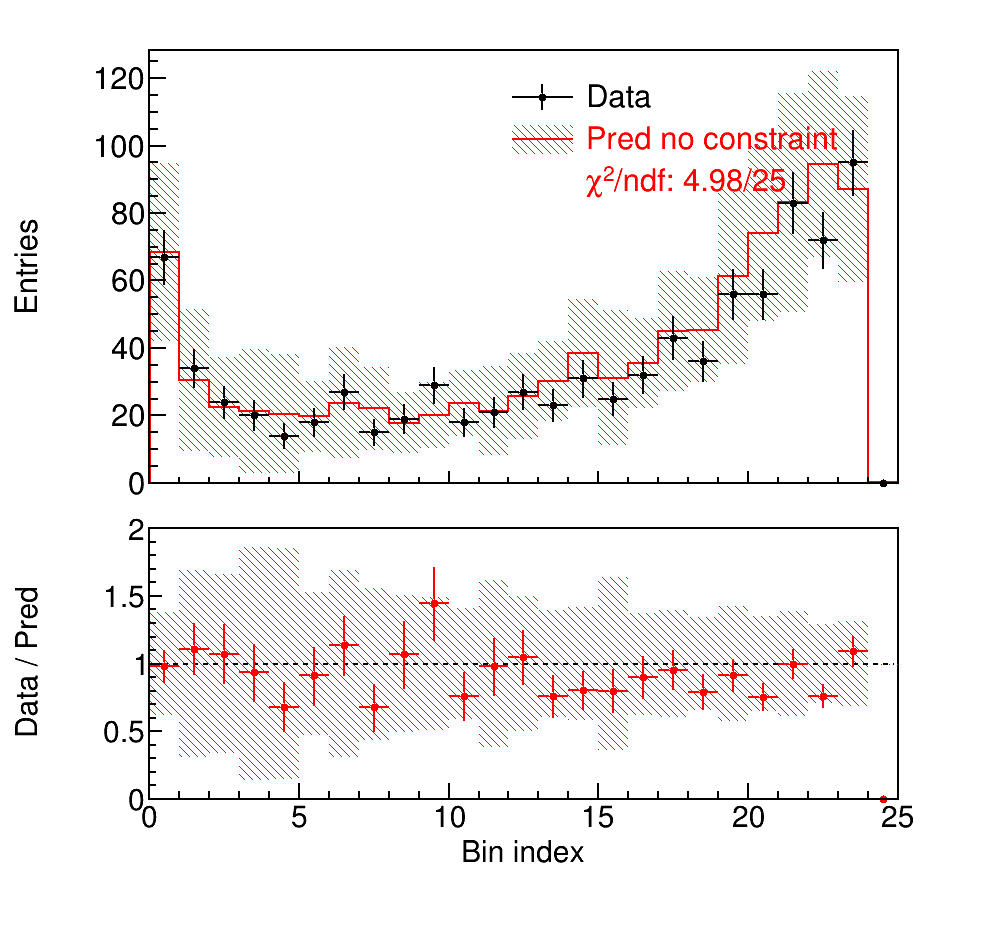 120
100
80
60
40
20
0
Entries
Data
Pred no constraint
χ²/ndf: 4.98/25
2
1.5
1
0.5
0
Data / Pred
0 5 10 15 20 25
Bin index